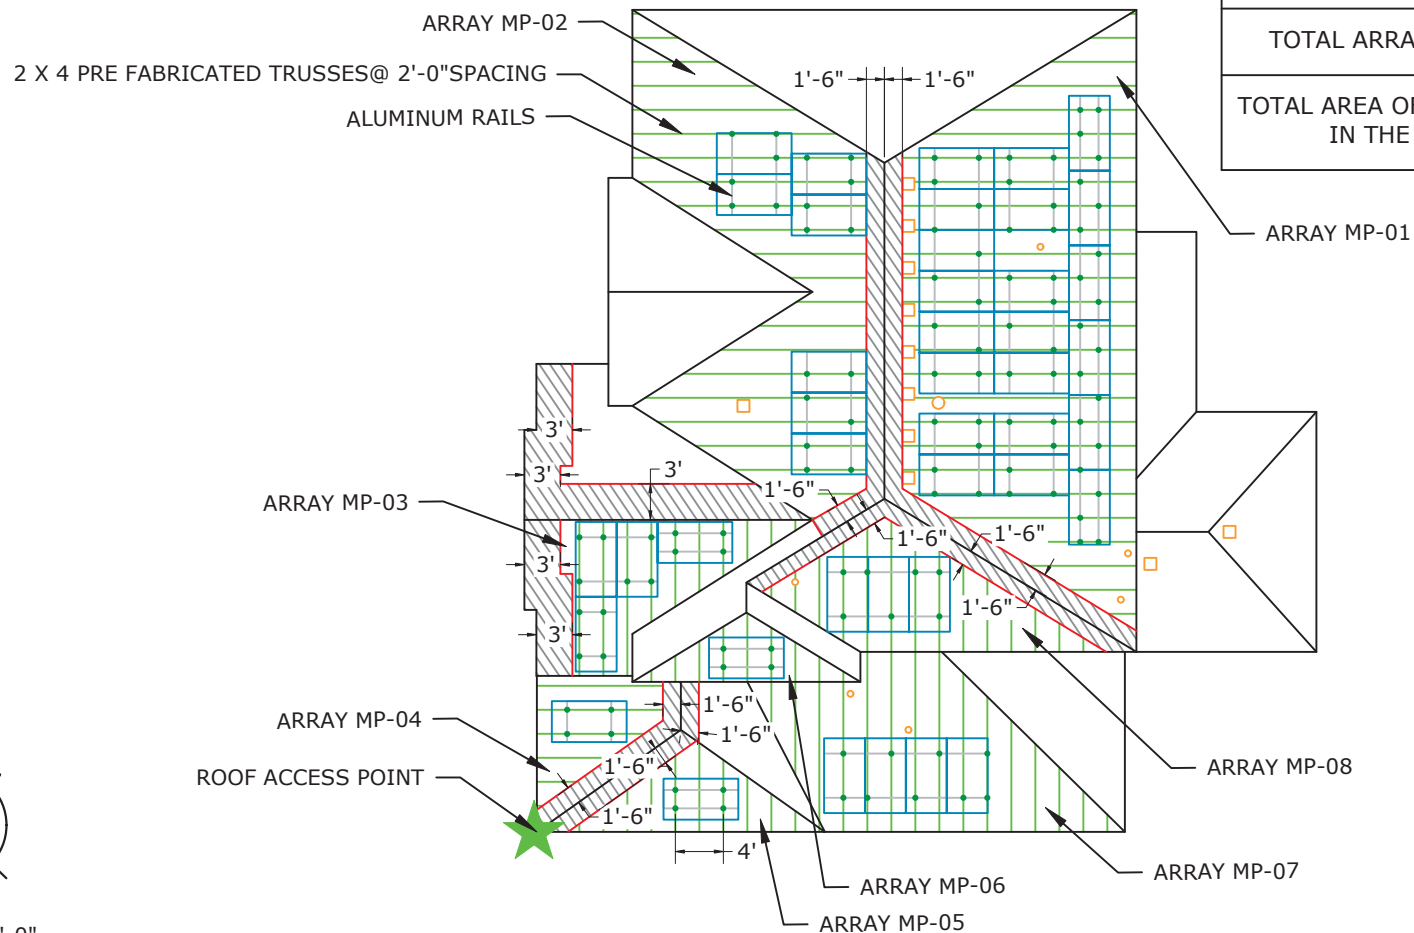 ARRAY MP-02
TOTAL ARRA
2 X 4 PRE FABRICATED TRUSSES@ 2'-0"SPACING
1'-6"
1'-6"
TOTAL AREA OF
IN THE
ALUMINUM RAILS
ARRAY MP-01
3'
3'
3'
1'-6"
ARRAY MP-03
1'-6"
1'-6"
3'
1'-6"
3'
1'-6"
ARRAY MP-04
1'-6"
1'-6"
ARRAY MP-08
ROOF ACCESS POINT
1'-6"
4'
ARRAY MP-07
ARRAY MP-06
ARRAY MP-05
'-0"